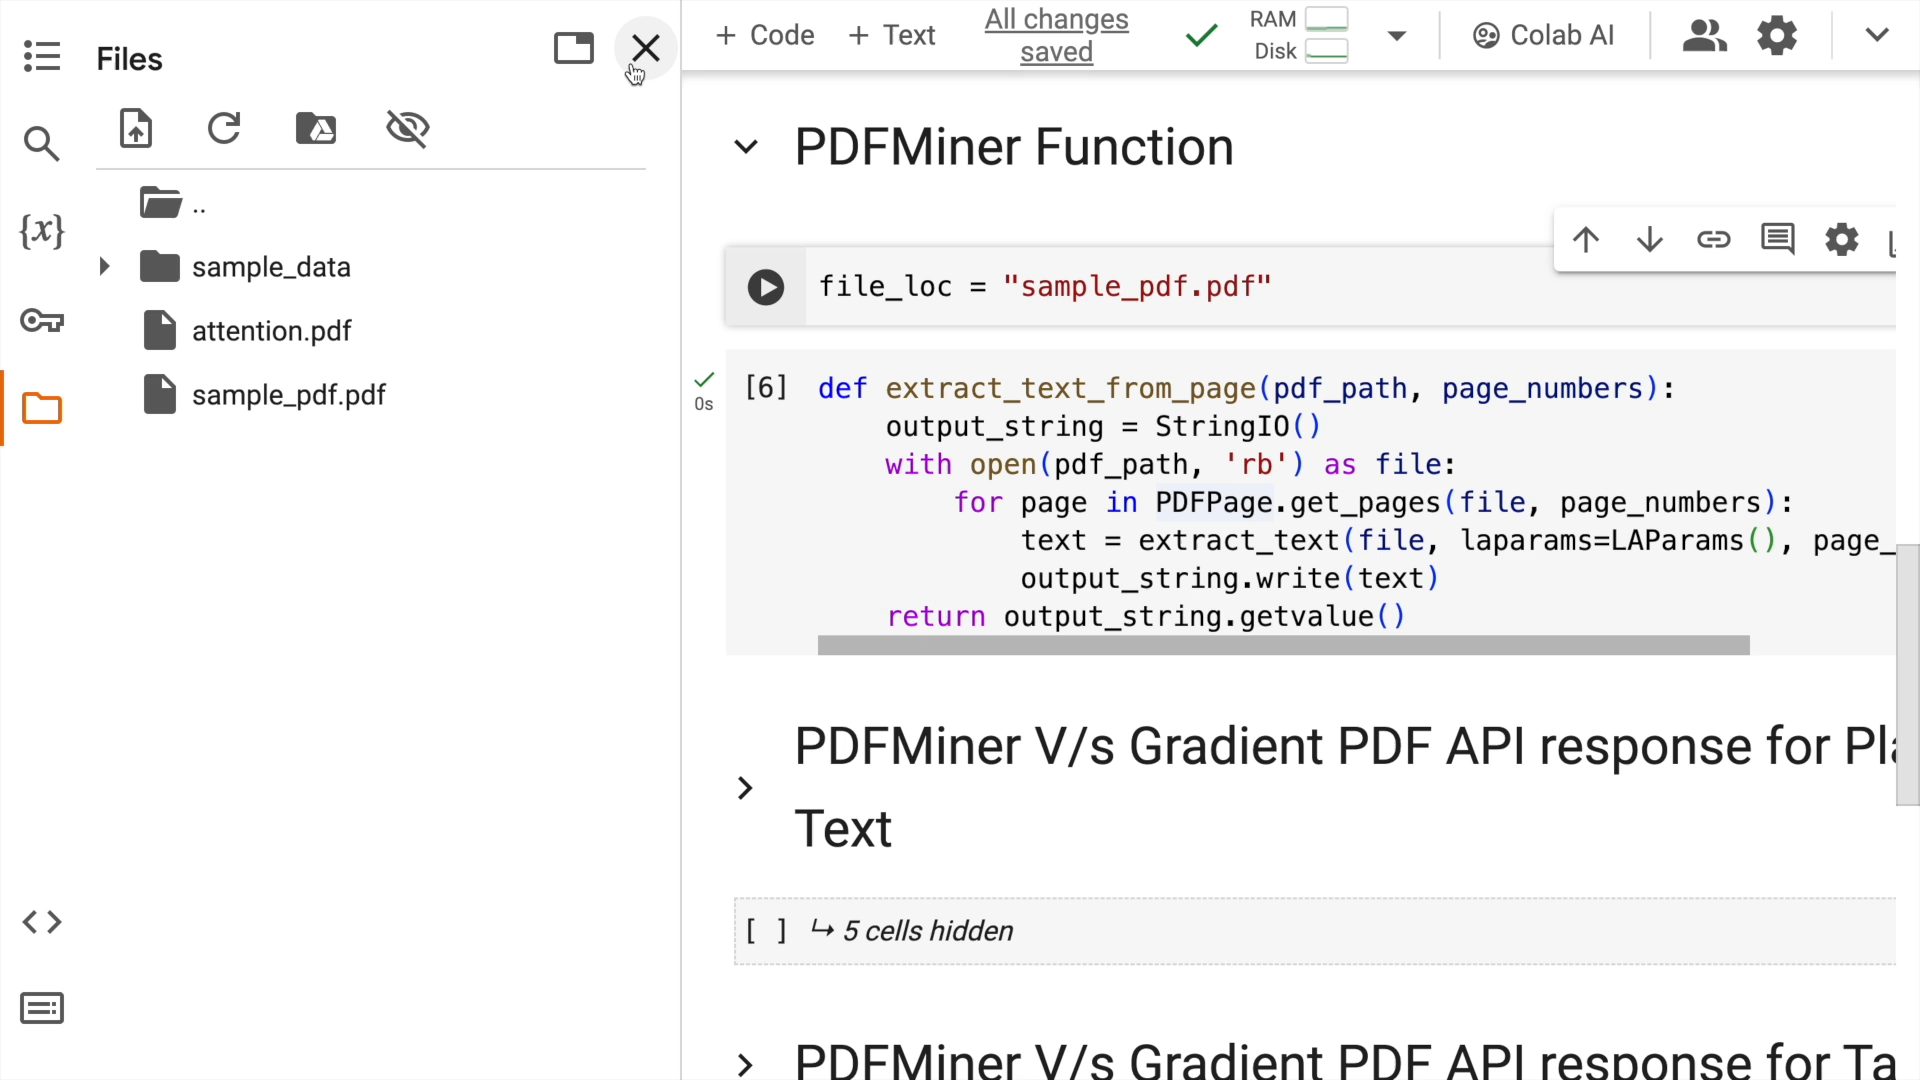 Files
..
sample_data
attention.pdf
sample_pdf.pdf
{x}
+ Code
+ Text
All changes
saved
RAM
Disk
Colab AI
PDFMiner Function
file_loc = "sample_pdf.pdf"
0s
[6]
def extract_text_from_page(pdf_path, page_numbers):
output_string = StringIO()
with open(pdf_path, 'rb') as file:
for page in PDFPage.get_pages(file, page_numbers):
text = extract_text(file, laparams=LAParams(), page_
output_string.write(text)
return output_string.getvalue()
PDFMiner V/s Gradient PDF API response for Pla
Text
[ ] ↳ 5 cells hidden
PDFMiner V/s Gradient PDF API response for Ta